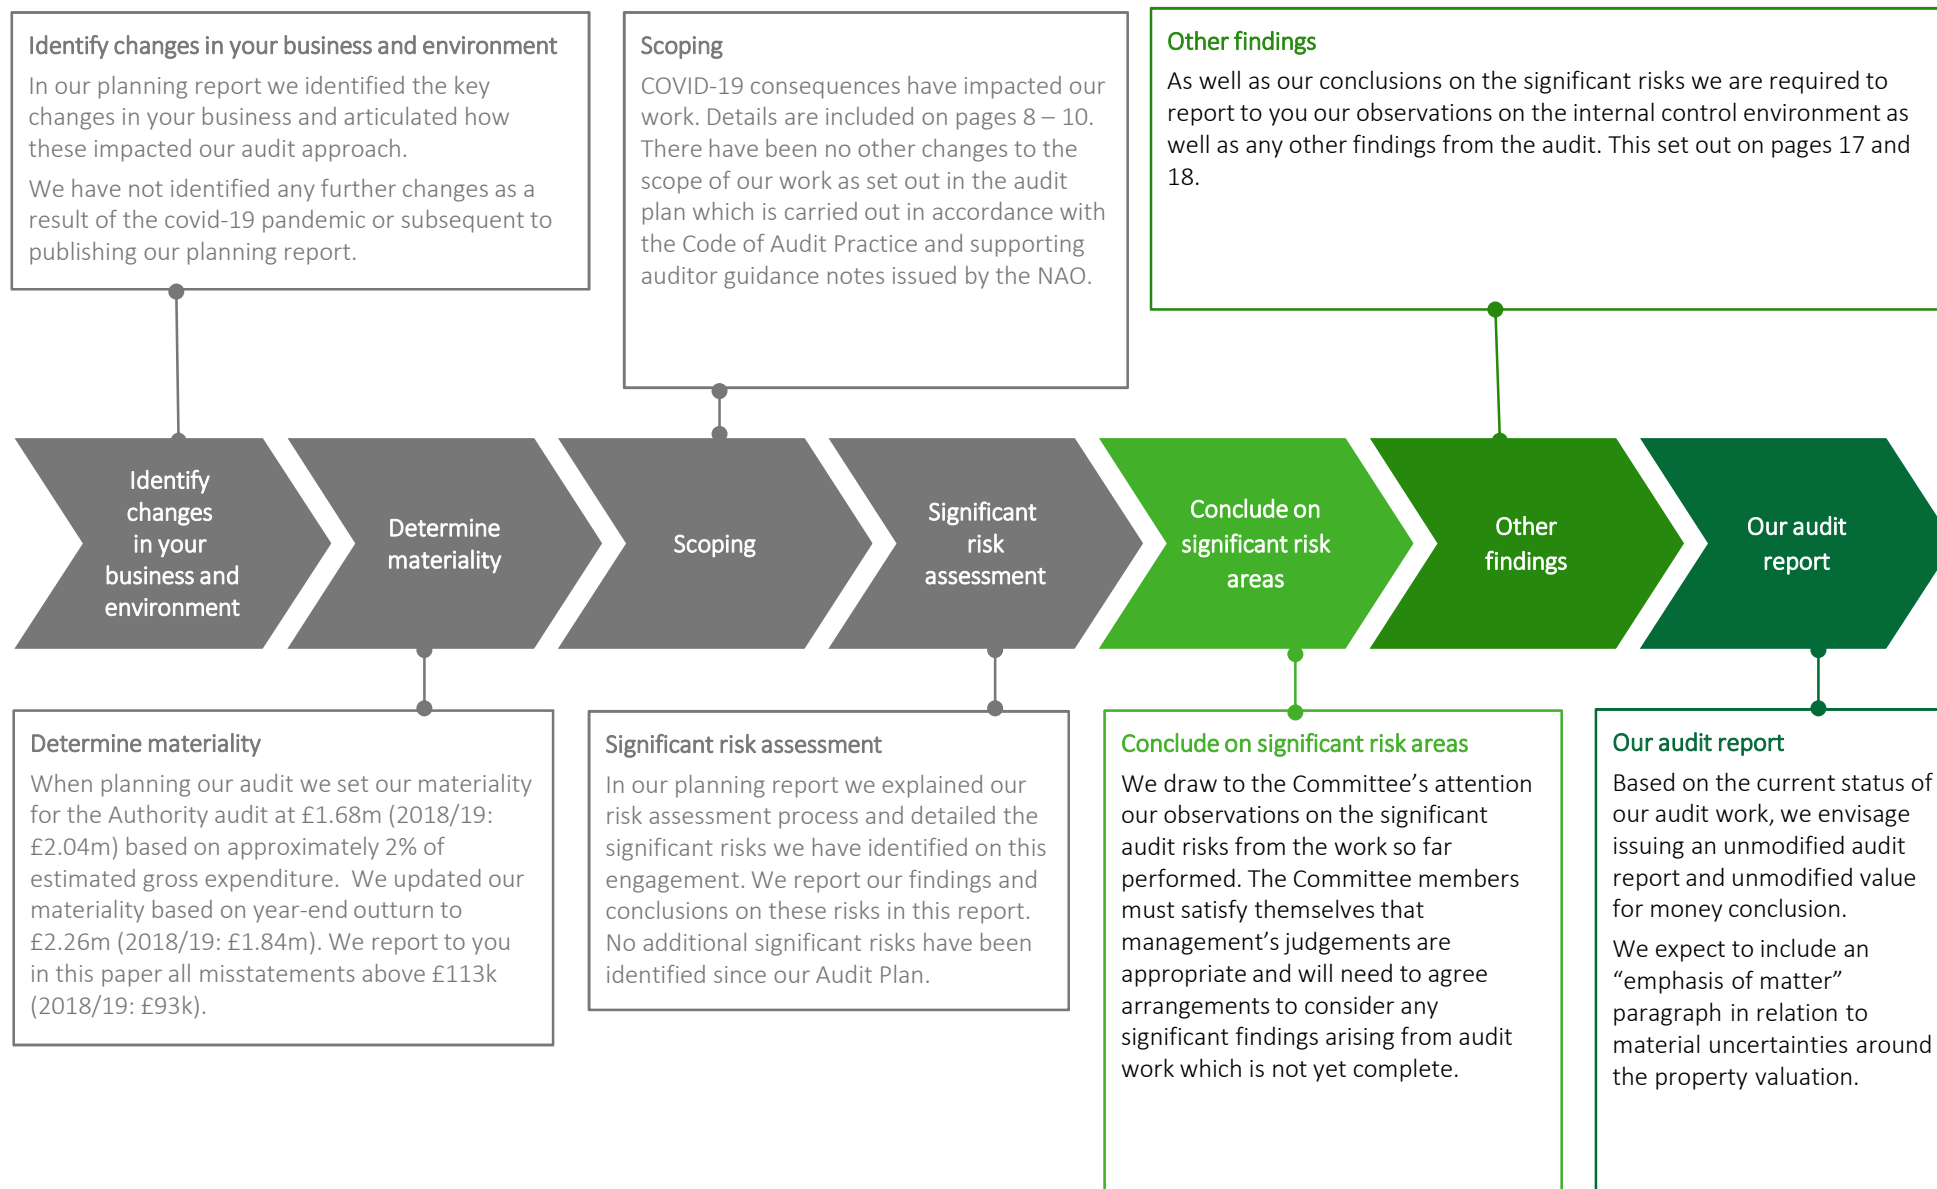 Identify changes in your business and environment
In our planning report we identified the key
changes in your business and articulated how
these impacted our audit approach.
We have not identified any further changes as a
result of the covid-19 pandemic or subsequent to
publishing our planning report.
Scoping
COVID-19 consequences have impacted our
work. Details are included on pages 8 – 10.
There have been no other changes to the
scope of our work as set out in the audit
plan which is carried out in accordance with
the Code of Audit Practice and supporting
auditor guidance notes issued by the NAO.
Other findings
As well as our conclusions on the significant risks we are required to
report to you our observations on the internal control environment as
well as any other findings from the audit. This set out on pages 17 and
18.
Identify
changes
in your
business and
environment
Determine
materiality
Scoping
Significant
risk
assessment
Conclude on
significant risk
areas
Other
findings
Our audit
report
Determine materiality
When planning our audit we set our materiality
for the Authority audit at £1.68m (2018/19:
£2.04m) based on approximately 2% of
estimated gross expenditure.  We updated our
materiality based on year-end outturn to
£2.26m (2018/19: £1.84m). We report to you
in this paper all misstatements above £113k
(2018/19: £93k).
Significant risk assessment
In our planning report we explained our
risk assessment process and detailed the
significant risks we have identified on this
engagement. We report our findings and
conclusions on these risks in this report.
No additional significant risks have been
identified since our Audit Plan.
Conclude on significant risk areas
We draw to the Committee’s attention
our observations on the significant
audit risks from the work so far
performed. The Committee members
must satisfy themselves that
management’s judgements are
appropriate and will need to agree
arrangements to consider any
significant findings arising from audit
work which is not yet complete.
Our audit report
Based on the current status of
our audit work, we envisage
issuing an unmodified audit
report and unmodified value
for money conclusion.
We expect to include an
“emphasis of matter”
paragraph in relation to
material uncertainties around
the property valuation.